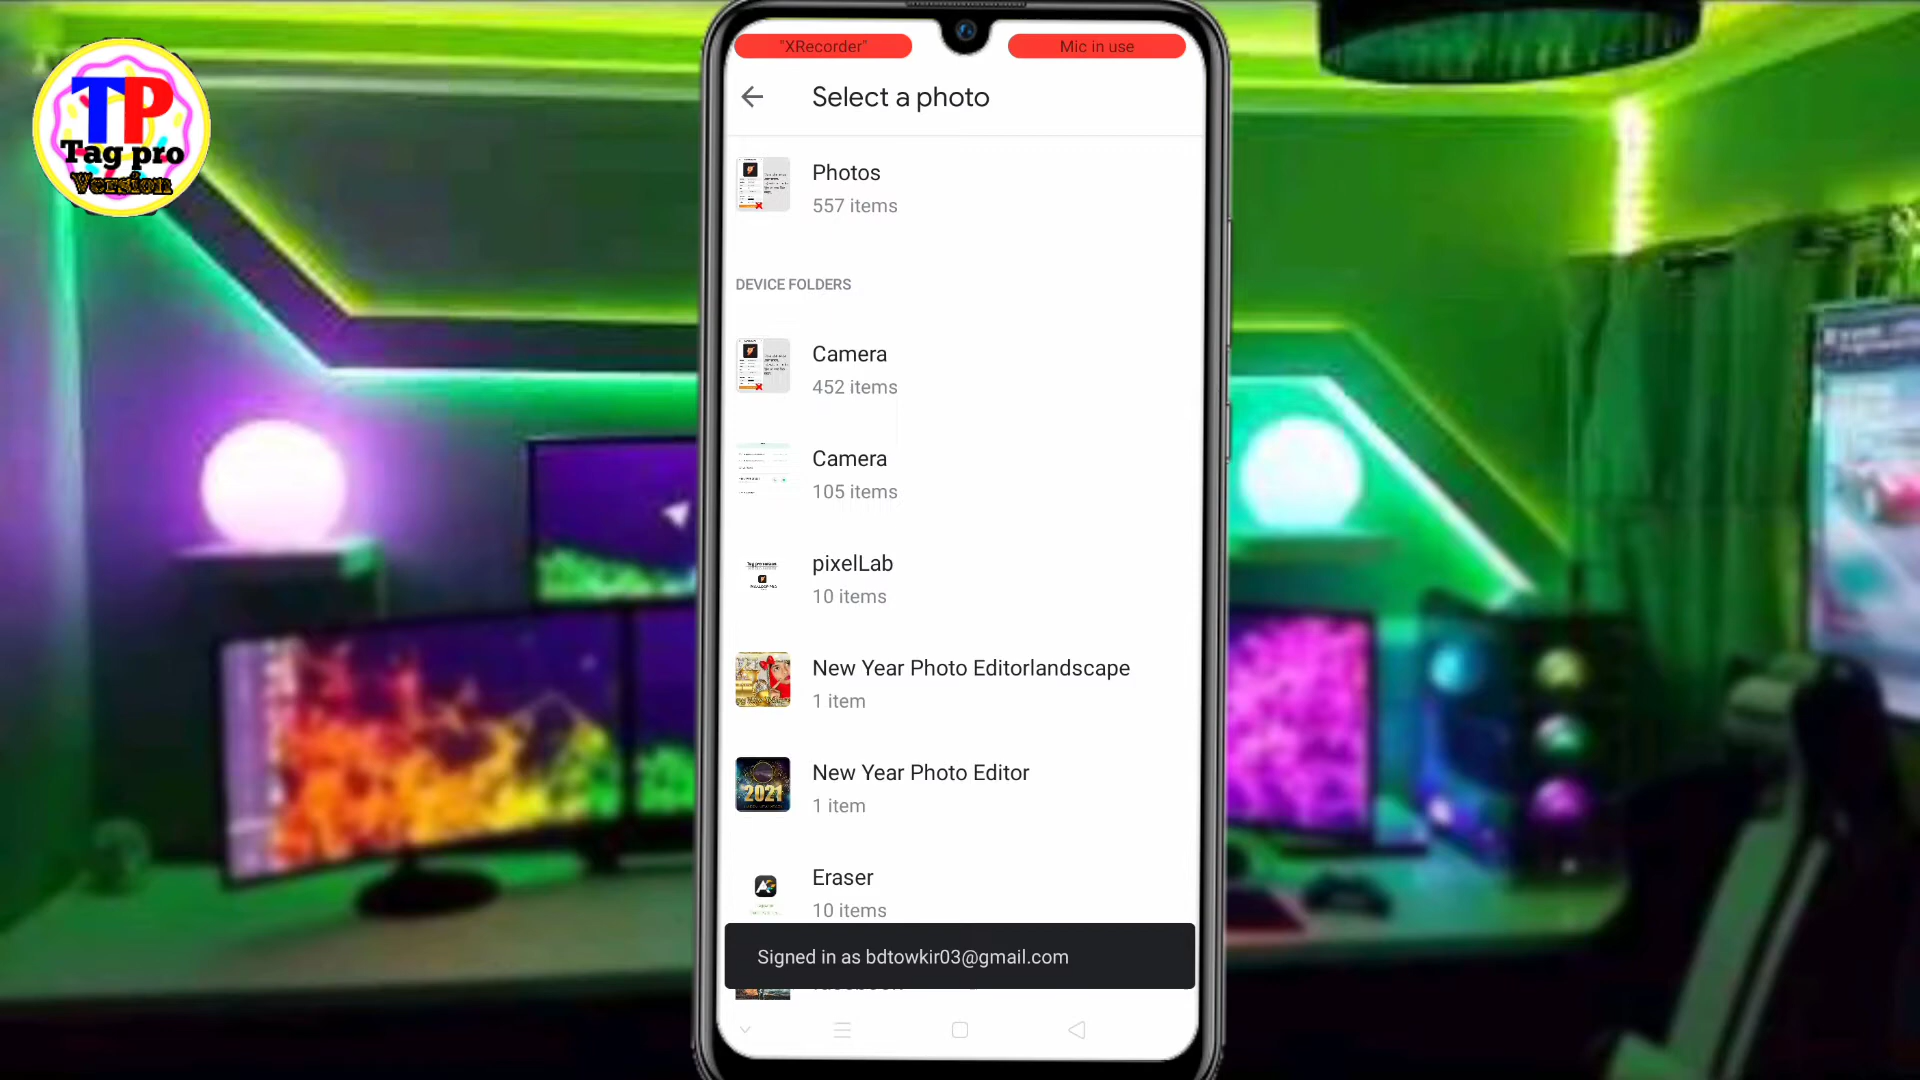 TP
Tag pro
Version
"XRecorder"
Mic in use
Select a photo
Photos
557 items
DEVICE FOLDERS
Camera
452 items
Camera
105 items
pixelLab
10 items
New Year Photo Editorlandscape
1 item
New Year Photo Editor
2021
1 item
Eraser
10 items
Signed in as bdtowkir03@gmail.com